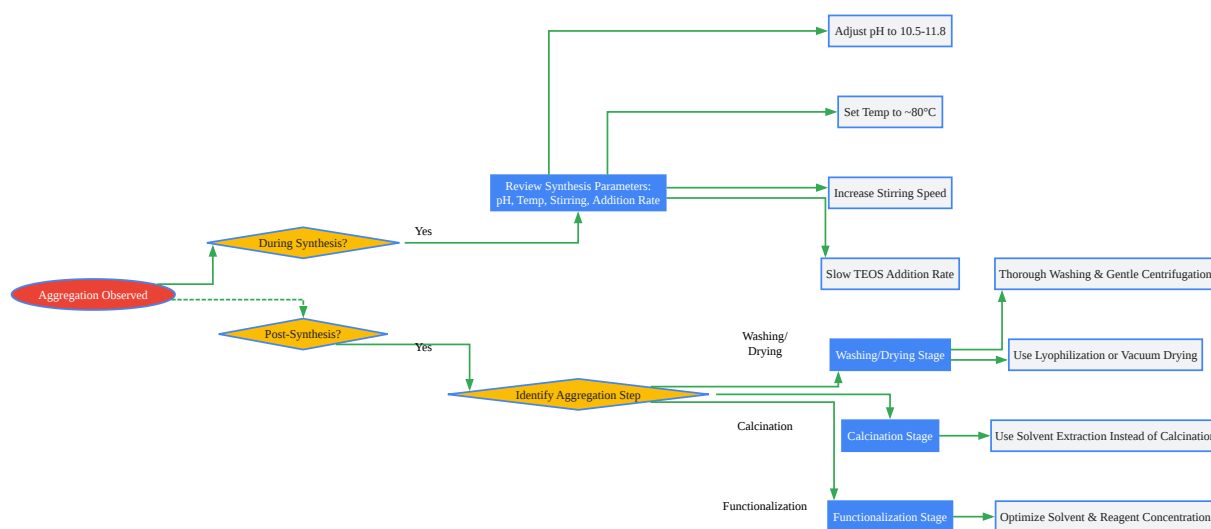 Adjust pH to 10.5-11.8
Set Temp to ~80°C
Review Synthesis Parameters:
pH, Temp, Stirring, Addition Rate
Increase Stirring Speed
Yes
During Synthesis?
Slow TEOS Addition Rate
Thorough Washing & Gentle Centrifugation
Aggregation Observed
Post-Synthesis?
Yes
Washing/
Drying
Washing/Drying Stage
Use Lyophilization or Vacuum Drying
Identify Aggregation Step
Calcination
Calcination Stage
Use Solvent Extraction Instead of Calcination
Functionalization
Functionalization Stage
Optimize Solvent & Reagent Concentration